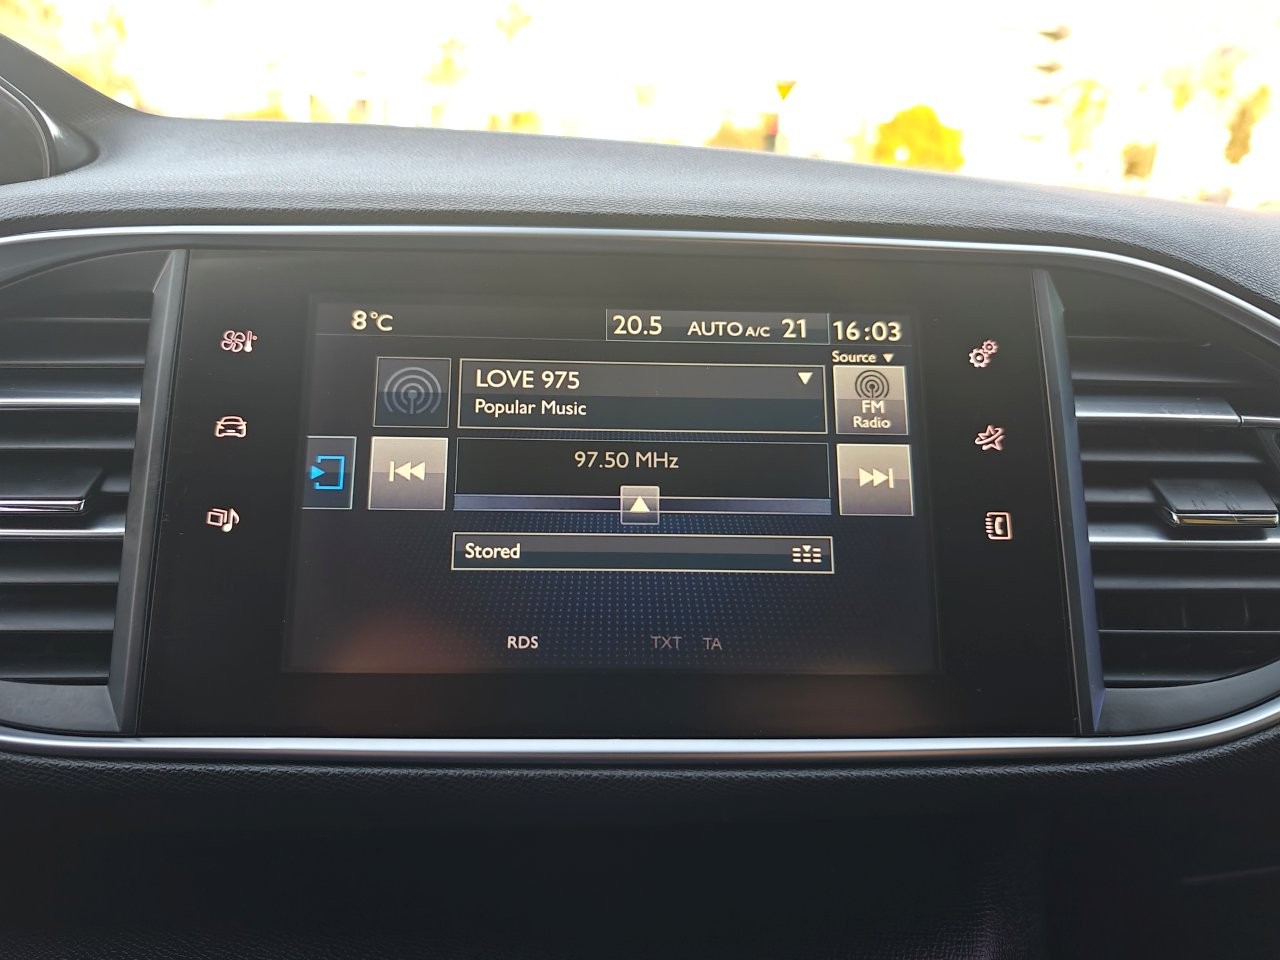 8°C
20.5 AUTO A/C 21
16:03
Source
LOVE 975
Popular Music
FM
Radio
97.50 MHz
Stored
RDS TXT TA